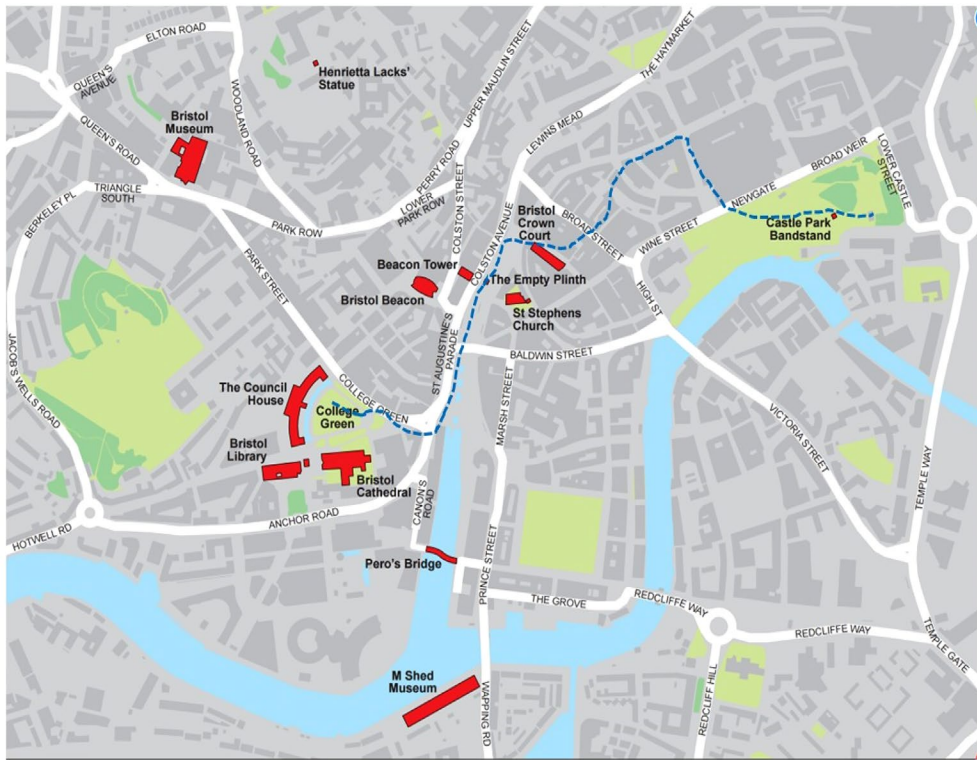 ELTON ROAD
QUEEN'S
AVENUE
WOODLAND ROAD
Henrietta Lacks'
Statue
UPPER MAUDLIN STREET
THE HAYMARKET
Bristol
Museum
QUEEN'S ROAD
LEWINS MEAD
LOWER CASTLE
STREET
BROAD WEIR
BERKELEY PL
TRIANGLE
SOUTH
PERRY ROAD
LOWER
PARK ROW
PARK ROW
COLSTON STREET
NEWGATE
Bristol
Crown
Court
BROAD STREET
WINE STREET
Castle Park
Bandstand
PARK STREET
Beacon Tower
COLSTON AVENUE
The Empty Plinth
Bristol Beacon
St Stephens
Church
HIGH ST
ST AUGUSTINE'S
PARADE
BALDWIN STREET
JACOB'S WELLS ROAD
The Council
House
COLLEGE GREEN
College
Green
MARSH STREET
VICTORIA STREET
Bristol
Library
Bristol
Cathedral
CANON'S
ROAD
TEMPLE WAY
ANCHOR ROAD
HOTWELL RD
Pero's Bridge
PRINCE STREET
THE GROVE
REDCLIFFE WAY
REDCLIFFE WAY
TEMPLE GATE
M Shed
Museum
WAPPING RD
REDCLIFF HILL